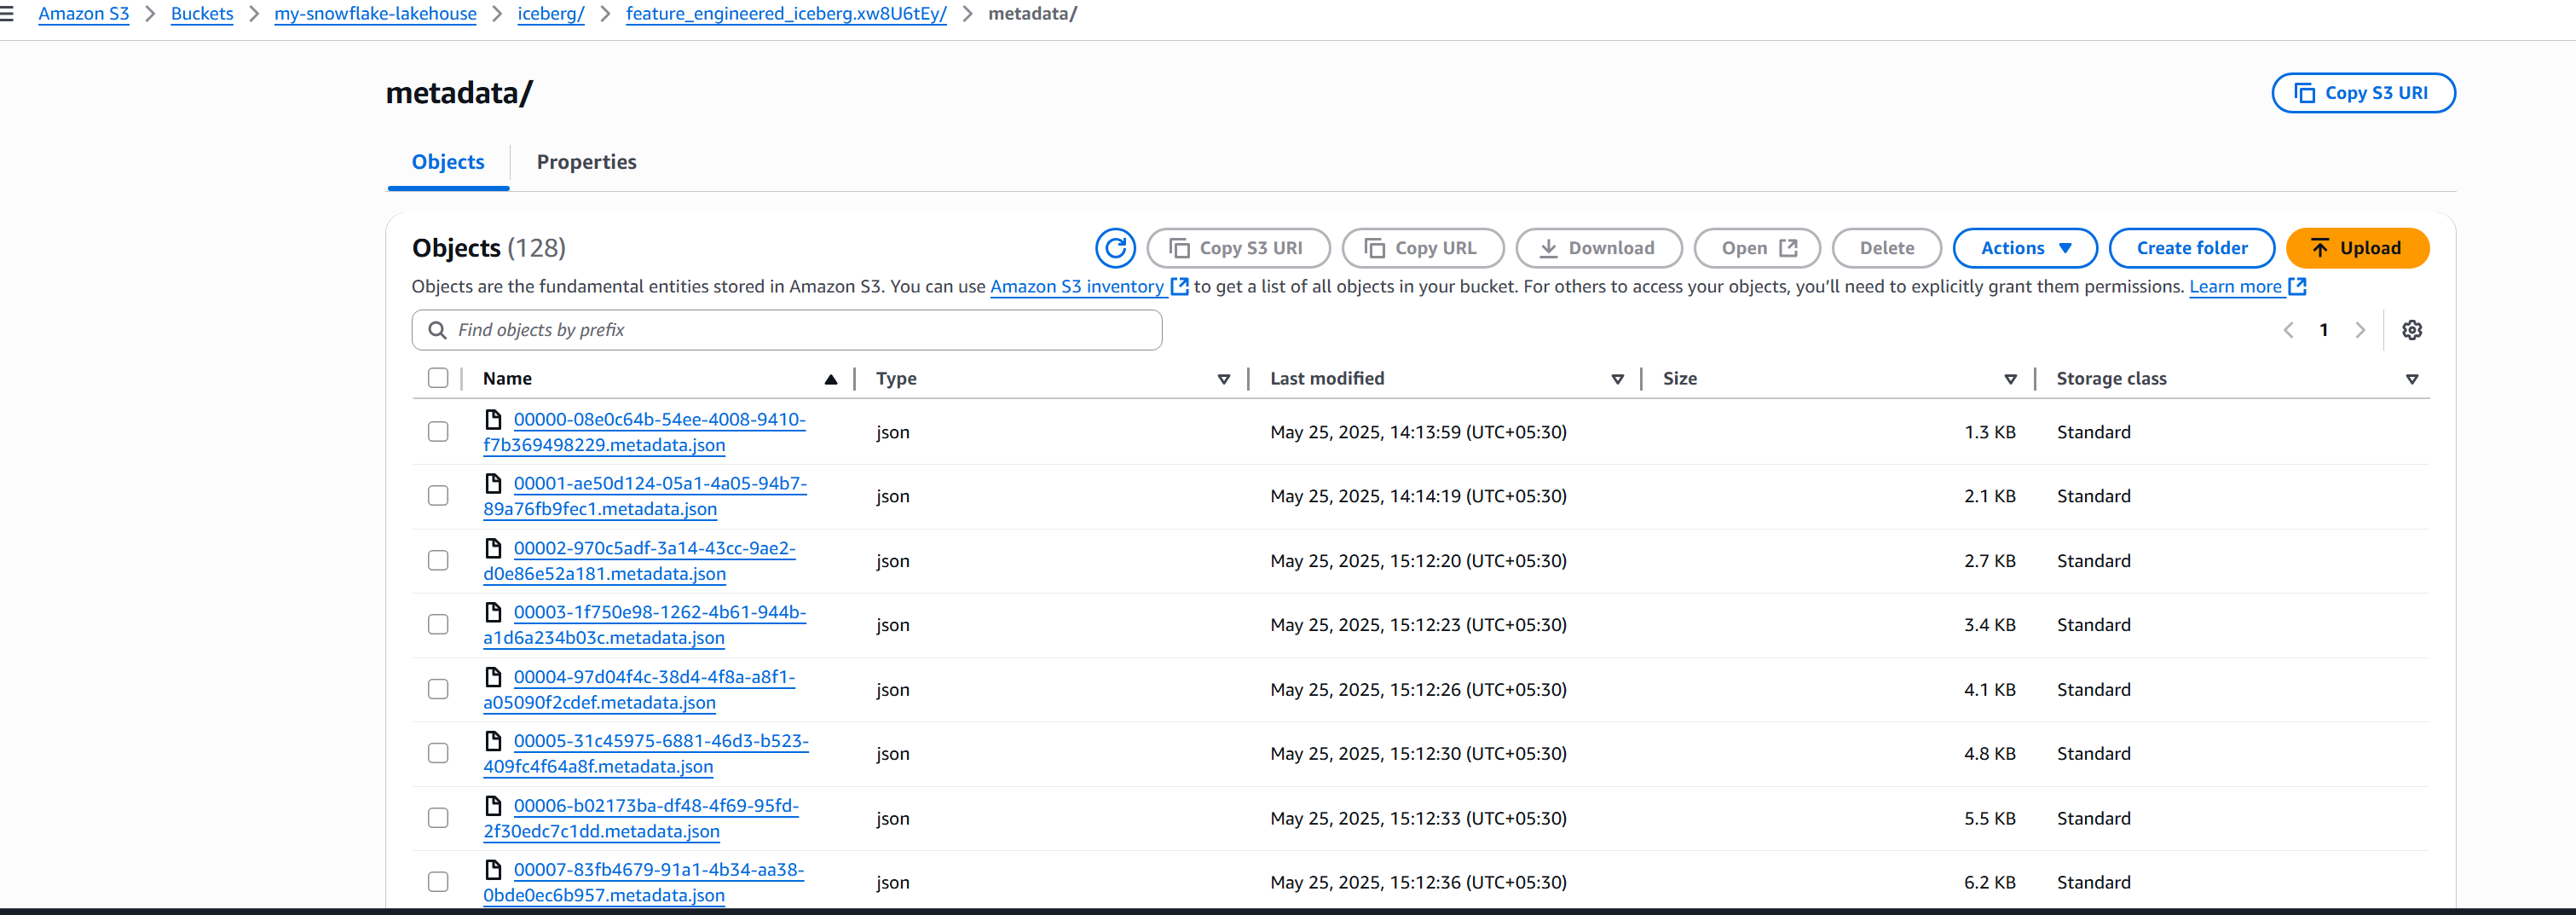 Amazon S3 > Buckets > my-snowflake-lakehouse > iceberg/ > feature_engineered_iceberg.xw8U6tEy/ > metadata/
metadata/
Copy S3 URI
Objects Properties
Objects (128)
Copy S3 URI Copy URL Download Open Delete Actions Create folder Upload
Objects are the fundamental entities stored in Amazon S3. You can use Amazon S3 inventory to get a list of all objects in your bucket. For others to access your objects, you’ll need to explicitly grant them permissions. Learn more
Find objects by prefix
1
Name Type Last modified Size Storage class
00000-08e0c64b-54ee-4008-9410-
f7b369498229.metadata.json
json May 25, 2025, 14:13:59 (UTC+05:30) 1.3 KB Standard
00001-ae50d124-05a1-4a05-94b7-
89a76fb9fec1.metadata.json
json May 25, 2025, 14:14:19 (UTC+05:30) 2.1 KB Standard
00002-970c5adf-3a14-43cc-9ae2-
d0e86e52a181.metadata.json
json May 25, 2025, 15:12:20 (UTC+05:30) 2.7 KB Standard
00003-1f750e98-1262-4b61-944b-
a1d6a234b03c.metadata.json
json May 25, 2025, 15:12:23 (UTC+05:30) 3.4 KB Standard
00004-97d04f4c-38d4-4f8a-a8f1-
a05090f2cdef.metadata.json
json May 25, 2025, 15:12:26 (UTC+05:30) 4.1 KB Standard
00005-31c45975-6881-46d3-b523-
409fc4f64a8f.metadata.json
json May 25, 2025, 15:12:30 (UTC+05:30) 4.8 KB Standard
00006-b02173ba-df48-4f69-95fd-
2f30edc7c1dd.metadata.json
json May 25, 2025, 15:12:33 (UTC+05:30) 5.5 KB Standard
00007-83fb4679-91a1-4b34-aa38-
0bde0ec6b957.metadata.json
json May 25, 2025, 15:12:36 (UTC+05:30) 6.2 KB Standard